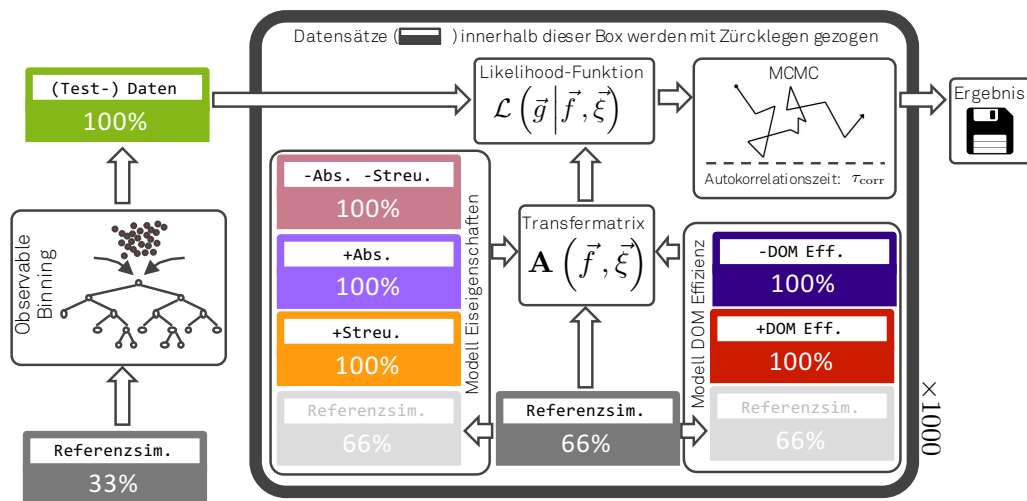 Datensätze ( ) innerhalb dieser Box werden mit Zürcklegen gezogen
(Test-) Daten
100%
Likelihood-Funktion
L (g⃗ | f⃗, ξ⃗)
MCMC
Autokorrelationszeit: τcorr
Ergebnis
Observable
Binning
Referenzsim.
33%
-Abs. -Streu.
100%
+Abs.
100%
+Streu.
100%
Referenzsim.
66%
Modell Eiseigenschaften
Transfermatrix
A (f⃗, ξ⃗)
Referenzsim.
66%
Modell DOM Effizienz
-DOM Eff.
100%
+DOM Eff.
100%
Referenzsim.
66%
×1000